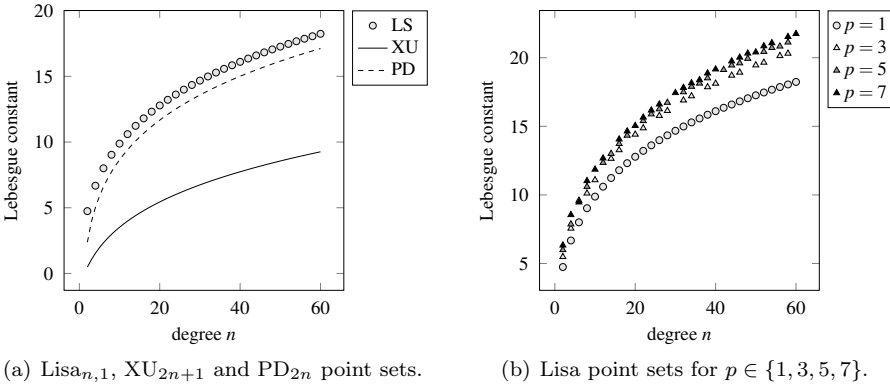 20
15
10
5
0
Lebesgue constant
0 20 40 60
degree n
LS
XU
PD
20
15
10
5
Lebesgue constant
0 20 40 60
degree n
p = 1
p = 3
p = 5
p = 7
(a) Lisa_{n,1}, XU_{2n+1} and PD_{2n} point sets.
(b) Lisa point sets for p ∈ {1, 3, 5, 7}.